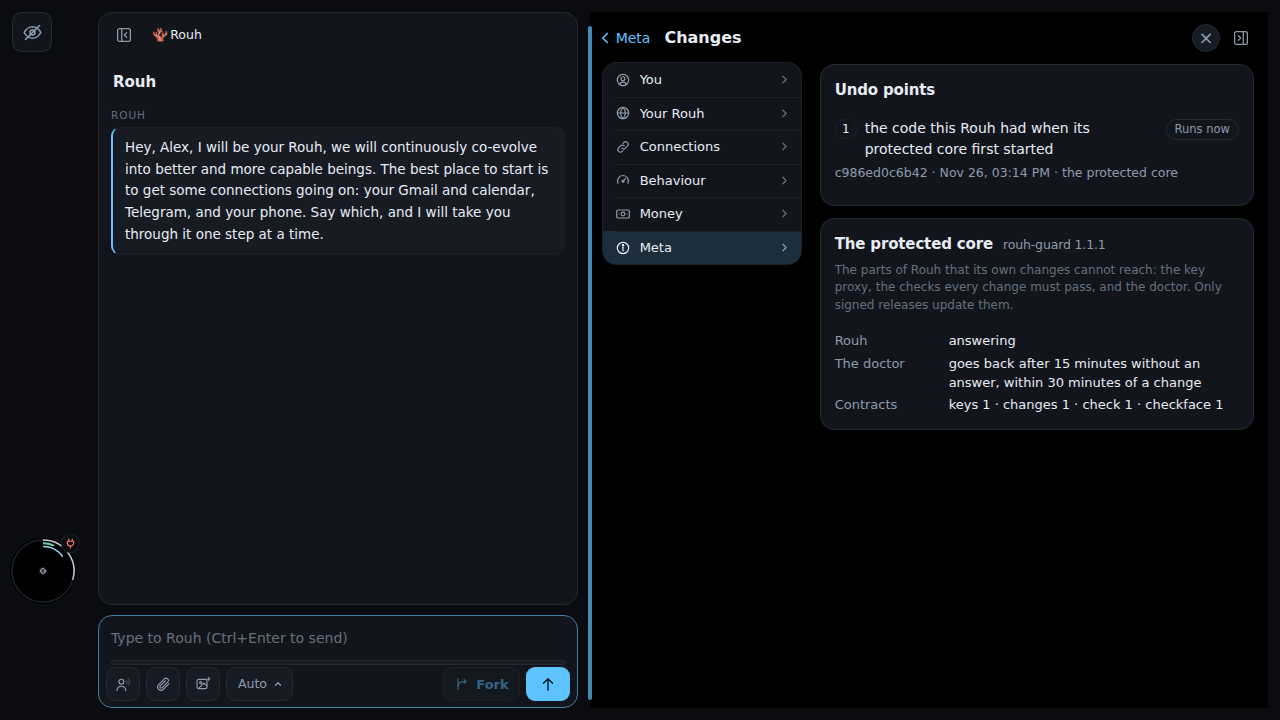 Rouh
Rouh
ROUH
Hey, Alex, I will be your Rouh, we will continuously co-evolve
into better and more capable beings. The best place to start is
to get some connections going on: your Gmail and calendar,
Telegram, and your phone. Say which, and I will take you
through it one step at a time.
Type to Rouh (Ctrl+Enter to send)
Auto
Fork
Meta
Changes
You
Your Rouh
Connections
Behaviour
Money
Meta
Undo points
1 the code this Rouh had when its Runs now
protected core first started
c986ed0c6b42 · Nov 26, 03:14 PM · the protected core
The protected core rouh-guard 1.1.1
The parts of Rouh that its own changes cannot reach: the key
proxy, the checks every change must pass, and the doctor. Only
signed releases update them.
Rouh answering
The doctor goes back after 15 minutes without an
answer, within 30 minutes of a change
Contracts keys 1 · changes 1 · check 1 · checkface 1